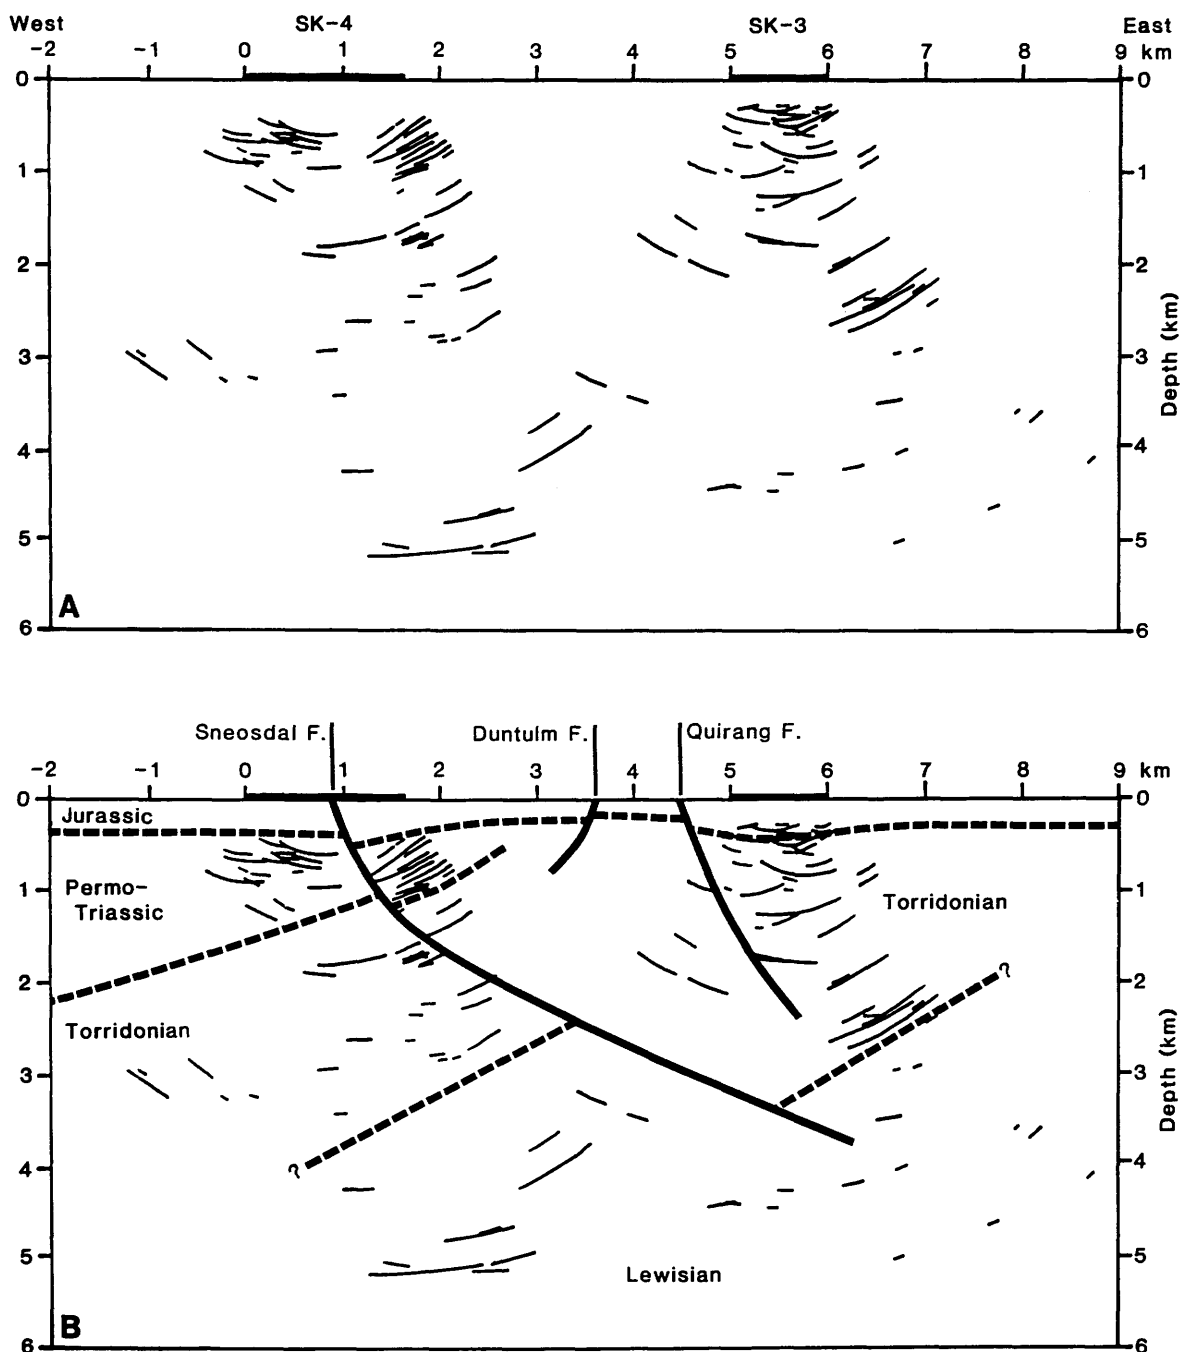 West SK-4 SK-3 East
-2 -1 0 1 2 3 4 5 6 7 8 9 km
0 0
1 1
2 2
3 3
4 4
5 5
6 6
Depth (km)
A
Sneosdal F. Duntulm F. Quirang F.
-2 -1 0 1 2 3 4 5 6 7 8 9 km
0 0
Jurassic
1 1
Permo-
Triassic
Torridonian
2 2
?
Torridonian
3 3
Depth (km)
4 4
?
5 5
Lewisian
B
6 6